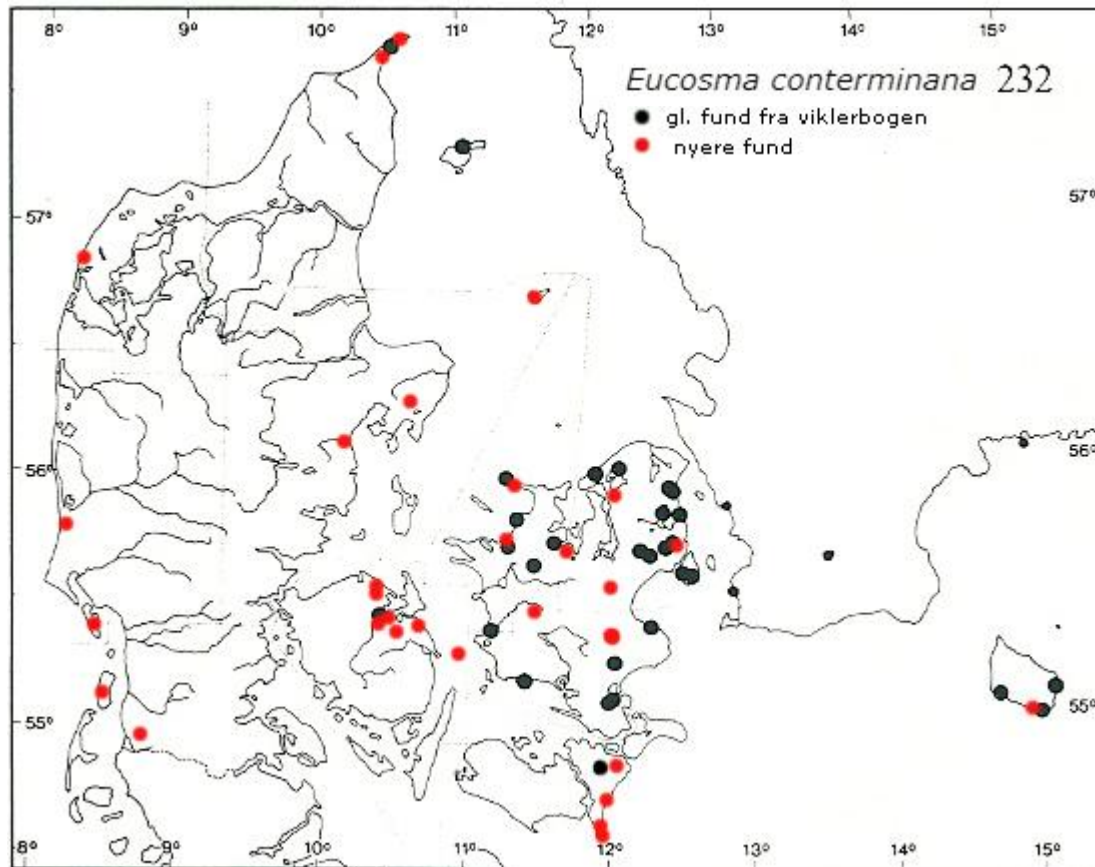 8° 9° 10° 11° 12° 13° 14° 15°
Eucosma conterminana 232
gl. fund fra viklerbogen
nyere fund
57° 57°
56° 56°
55° 55°
8° 9° 10° 11° 12° 13° 14° 15°